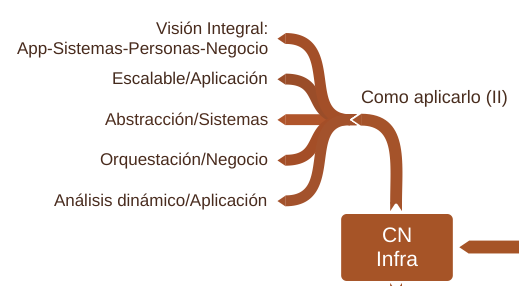 Visión Integral:
App-Sistemas-Personas-Negocio
Escalable/Aplicación
Como aplicarlo (II)
Abstracción/Sistemas
Orquestación/Negocio
Análisis dinámico/Aplicación
CN
Infra